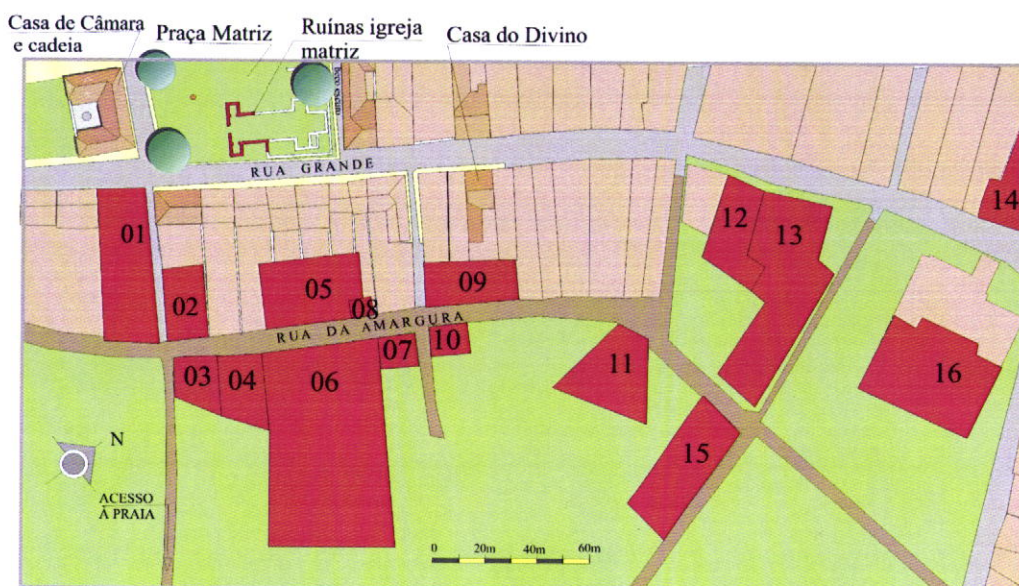 Casa de Câmara
e cadeia
Praça Matriz
Ruínas igreja
matriz
Casa do Divino
RUA GRANDE
01
02
03
04
05
06
07
08
09
10
11
12
13
14
15
16
RUA DA AMARGURA
N
ACESSO
À PRAIA
0 20m 40m 60m